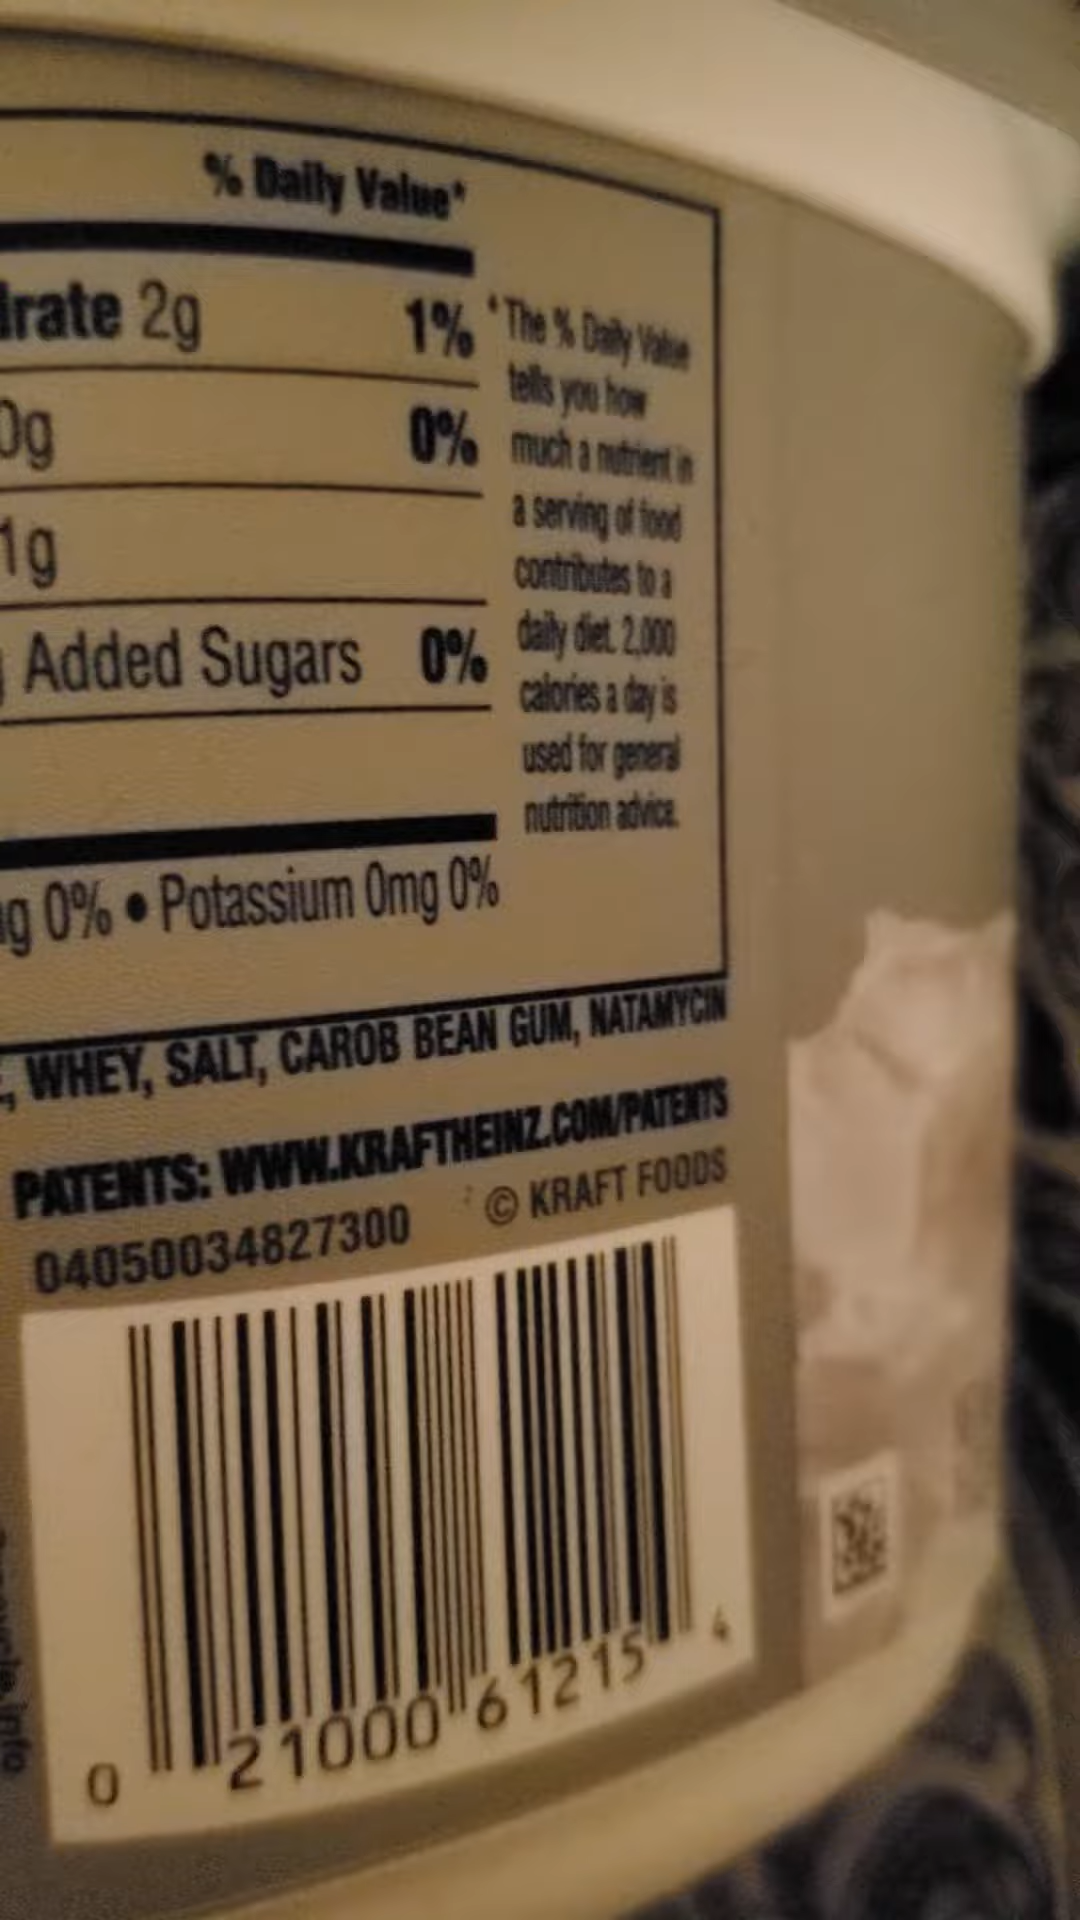 % Daily Value*
drate 2g 1%
0g 0%
1g
Added Sugars 0%
*The % Daily Value
tells you how
much a nutrient in
a serving of food
contributes to a
daily diet. 2,000
calories a day is
used for general
nutrition advice.
g 0% • Potassium 0mg 0%
, WHEY, SALT, CAROB BEAN GUM, NATAMYCIN
PATENTS: WWW.KRAFTHEINZ.COM/PATENTS
04050034827300 © KRAFT FOODS
0 21000 61215 4